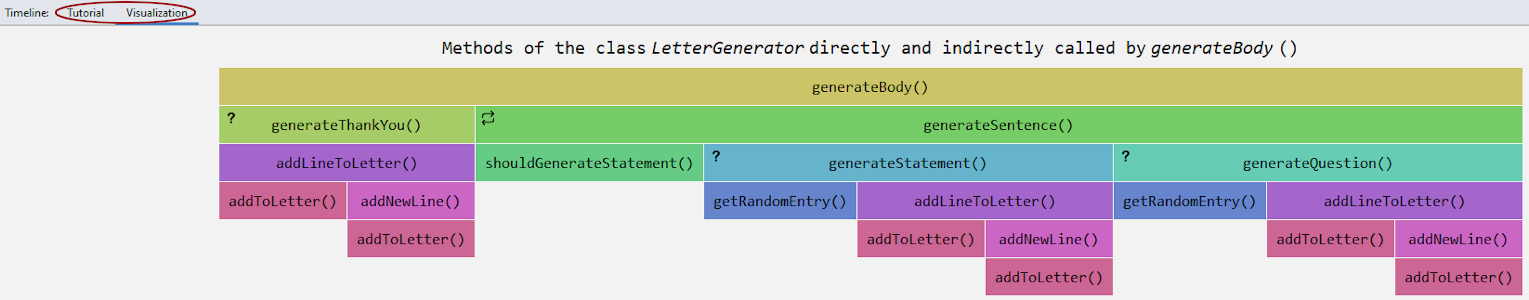 Timeline: Tutorial Visualization
Methods of the class LetterGenerator directly and indirectly called by generateBody ()
generateBody()
? generateThankYou() generateSentence()
addLineToLetter() shouldGenerateStatement() ? generateStatement() ? generateQuestion()
addToLetter() addNewLine() getRandomEntry() addLineToLetter() getRandomEntry() addLineToLetter()
addToLetter() addToLetter() addNewLine() addToLetter() addNewLine()
addToLetter() addToLetter()